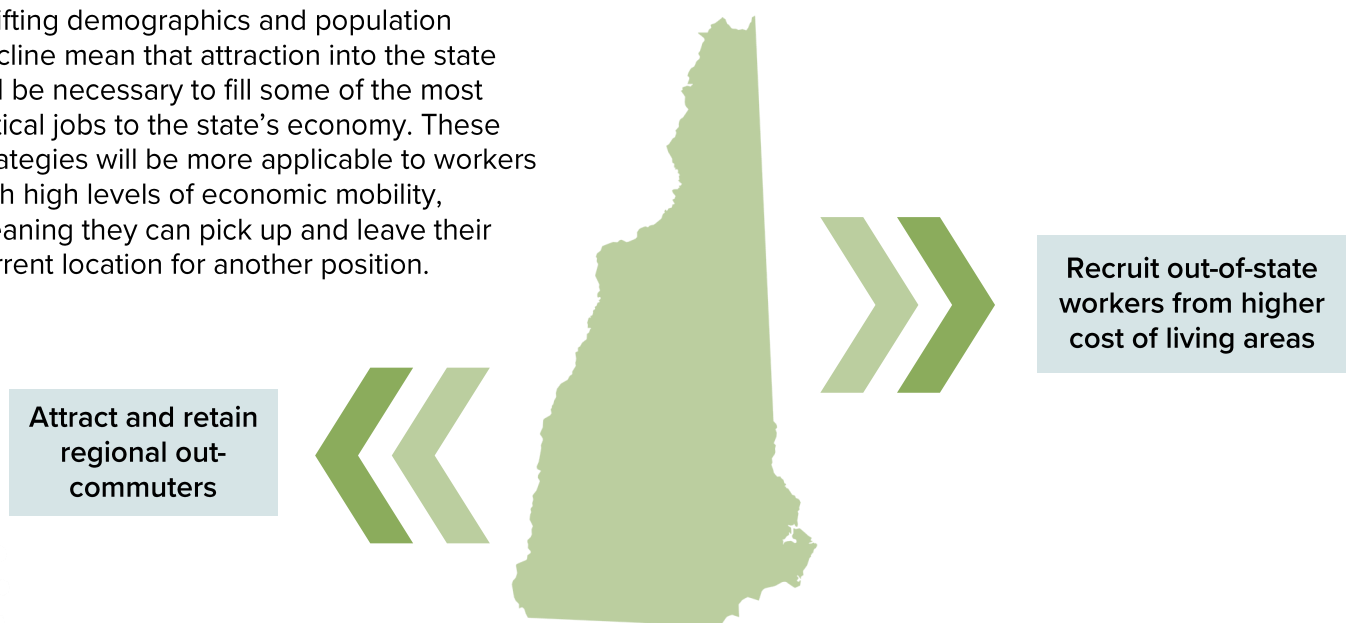 ifting demographics and population
cline mean that attraction into the state
l be necessary to fill some of the most
tical jobs to the state’s economy. These
ategies will be more applicable to workers
h high levels of economic mobility,
eaning they can pick up and leave their
rrent location for another position.
Recruit out-of-state
workers from higher
cost of living areas
Attract and retain
regional out-
commuters